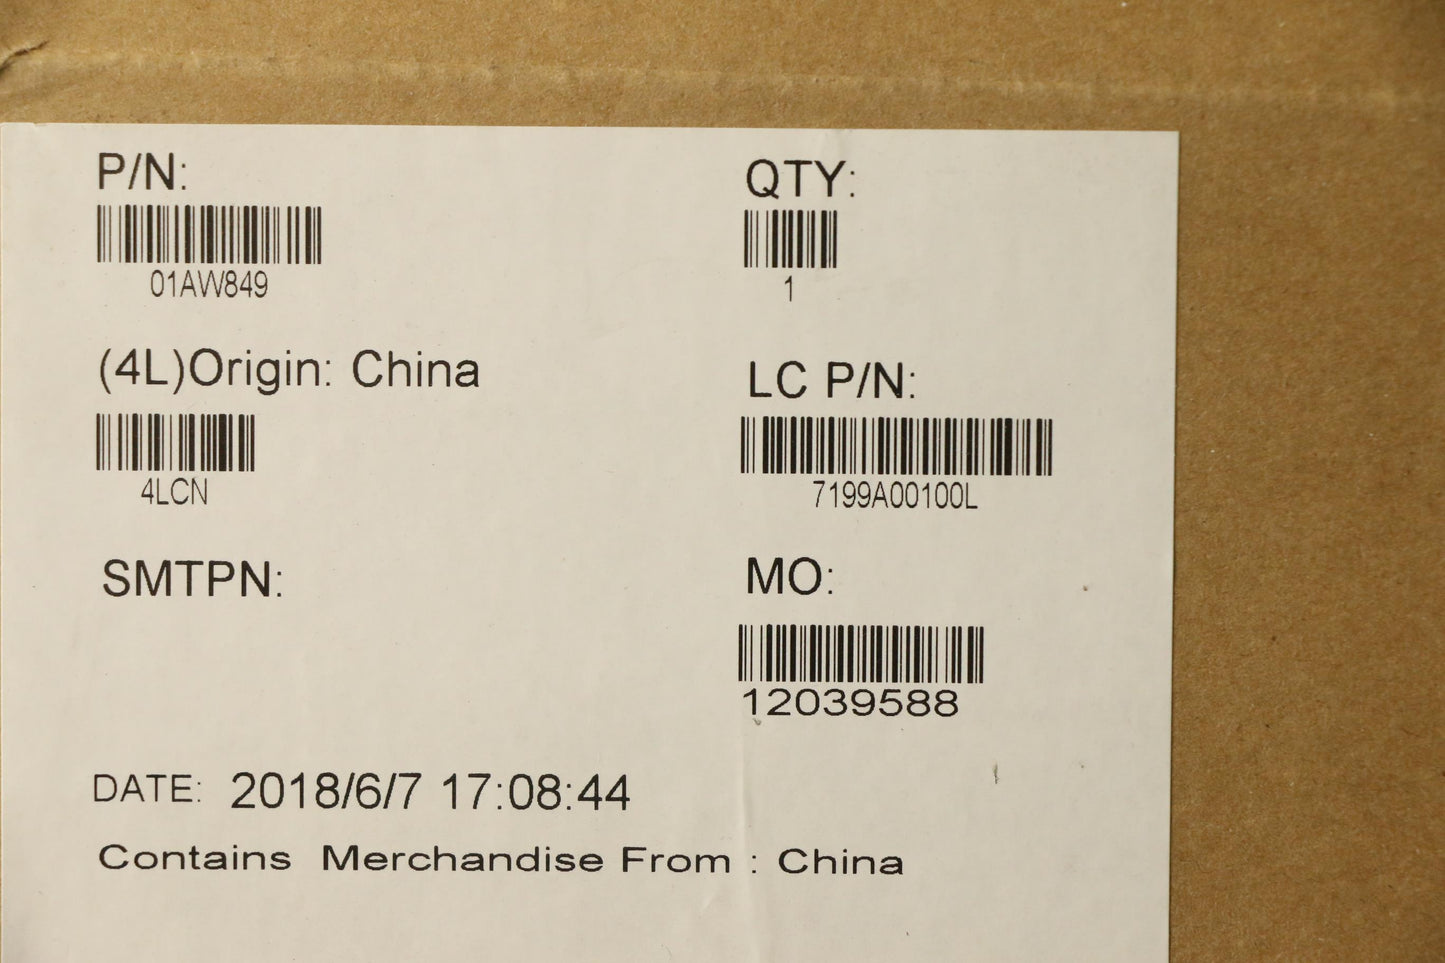 P/N:
01AW849
QTY:
1
(4L)Origin: China
4LCN
LC P/N:
7199A00100L
SMTPN:
MO:
12039588
DATE: 2018/6/7 17:08:44
Contains Merchandise From : China